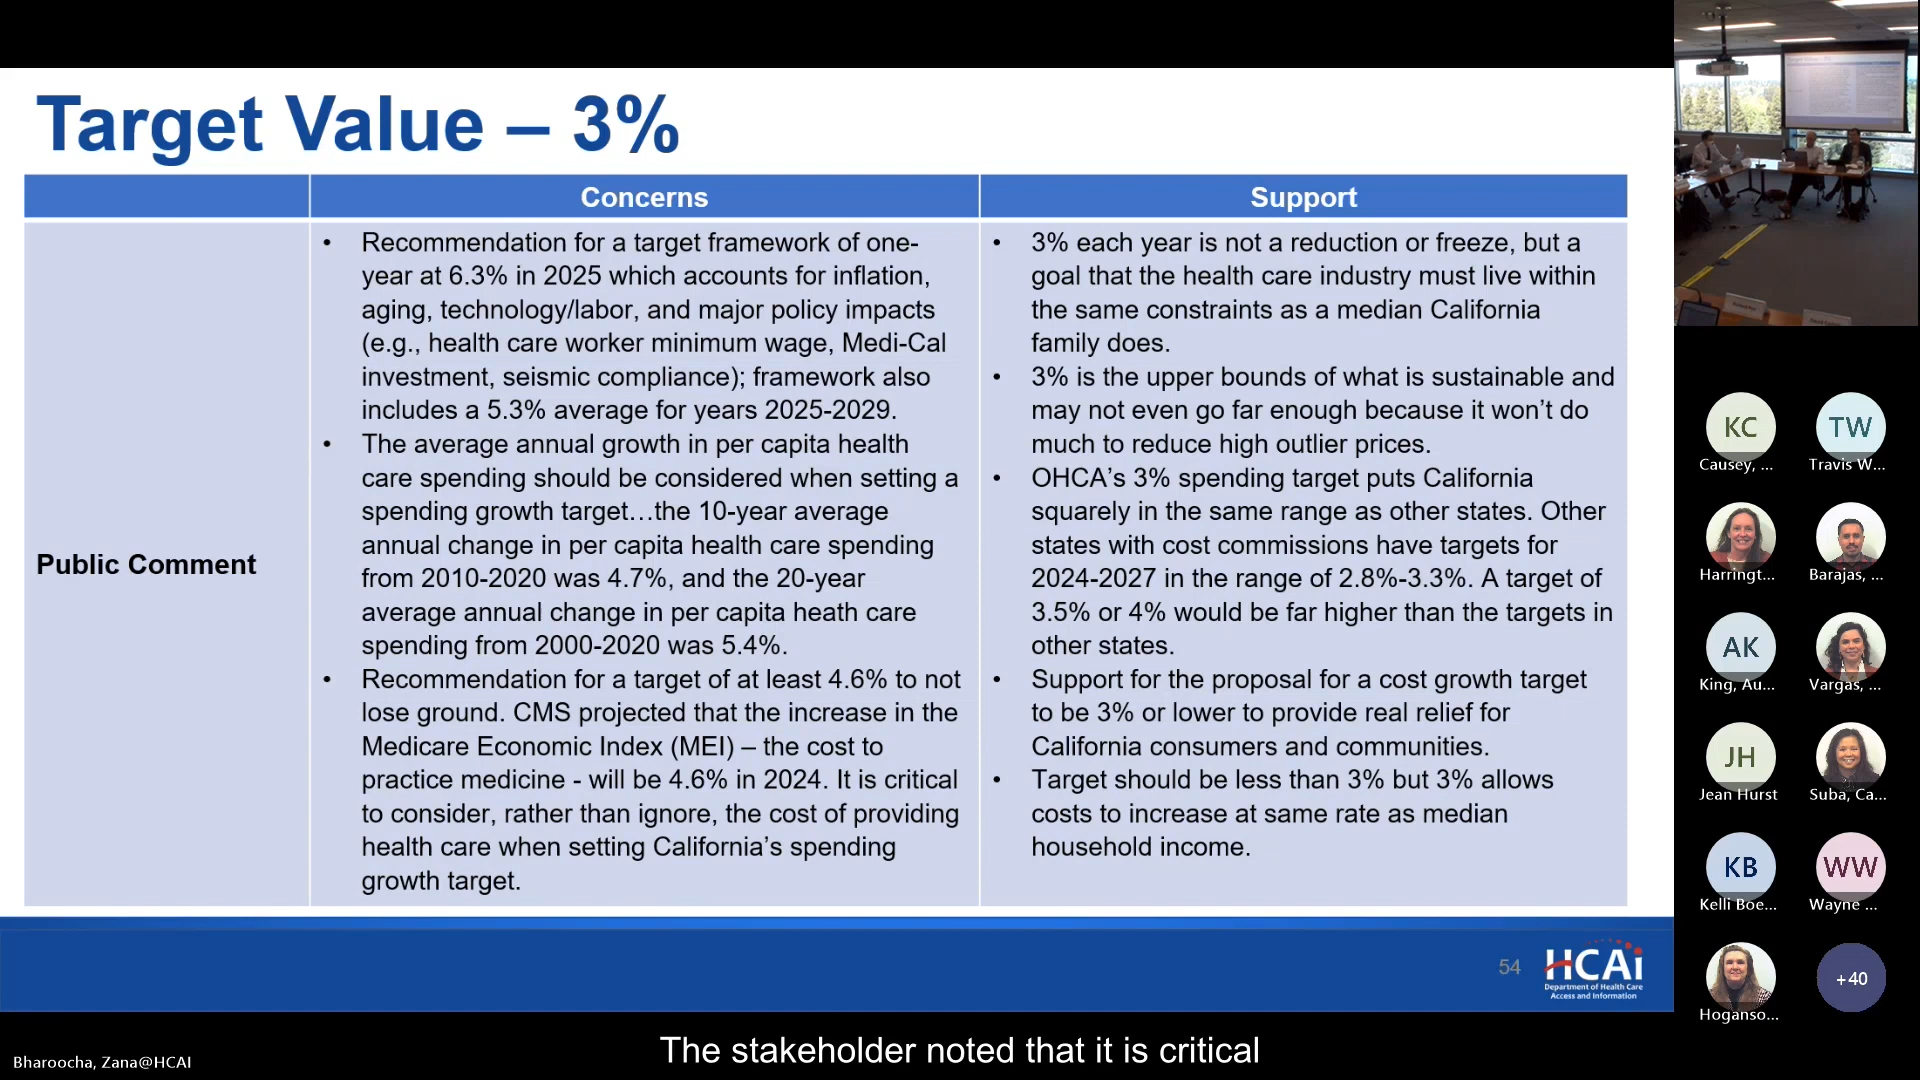 Target Value – 3%
Concerns
Support
Public Comment
• Recommendation for a target framework of one-
year at 6.3% in 2025 which accounts for inflation,
aging, technology/labor, and major policy impacts
(e.g., health care worker minimum wage, Medi-Cal
investment, seismic compliance); framework also
includes a 5.3% average for years 2025-2029.
• The average annual growth in per capita health
care spending should be considered when setting a
spending growth target…the 10-year average
annual change in per capita health care spending
from 2010-2020 was 4.7%, and the 20-year
average annual change in per capita heath care
spending from 2000-2020 was 5.4%.
• Recommendation for a target of at least 4.6% to not
lose ground. CMS projected that the increase in the
Medicare Economic Index (MEI) – the cost to
practice medicine - will be 4.6% in 2024. It is critical
to consider, rather than ignore, the cost of providing
health care when setting California’s spending
growth target.
• 3% each year is not a reduction or freeze, but a
goal that the health care industry must live within
the same constraints as a median California
family does.
• 3% is the upper bounds of what is sustainable and
may not even go far enough because it won’t do
much to reduce high outlier prices.
• OHCA’s 3% spending target puts California
squarely in the same range as other states. Other
states with cost commissions have targets for
2024-2027 in the range of 2.8%-3.3%. A target of
3.5% or 4% would be far higher than the targets in
other states.
• Support for the proposal for a cost growth target
to be 3% or lower to provide real relief for
California consumers and communities.
• Target should be less than 3% but 3% allows
costs to increase at same rate as median
household income.
54
HCAi
Department of Health Care
Access and Information
KC
Causey, ...
TW
Travis W...
Harringt...
Barajas, ...
AK
King, Au...
Vargas, ...
JH
Jean Hurst
Suba, Ca...
KB
Kelli Boe...
WW
Wayne ...
Hoganso...
+40
The stakeholder noted that it is critical
Bharoocha, Zana@HCAI